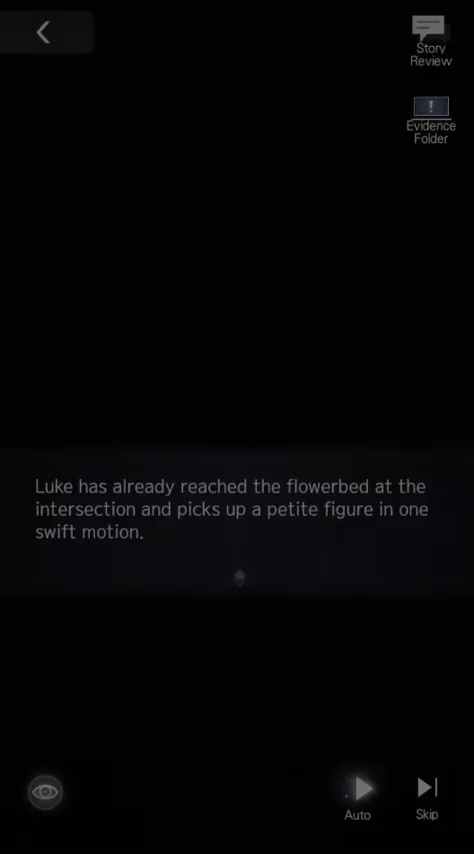 Story
Review
Evidence
Folder
Luke has already reached the flowerbed at the
intersection and picks up a petite figure in one
swift motion.
Auto
Skip